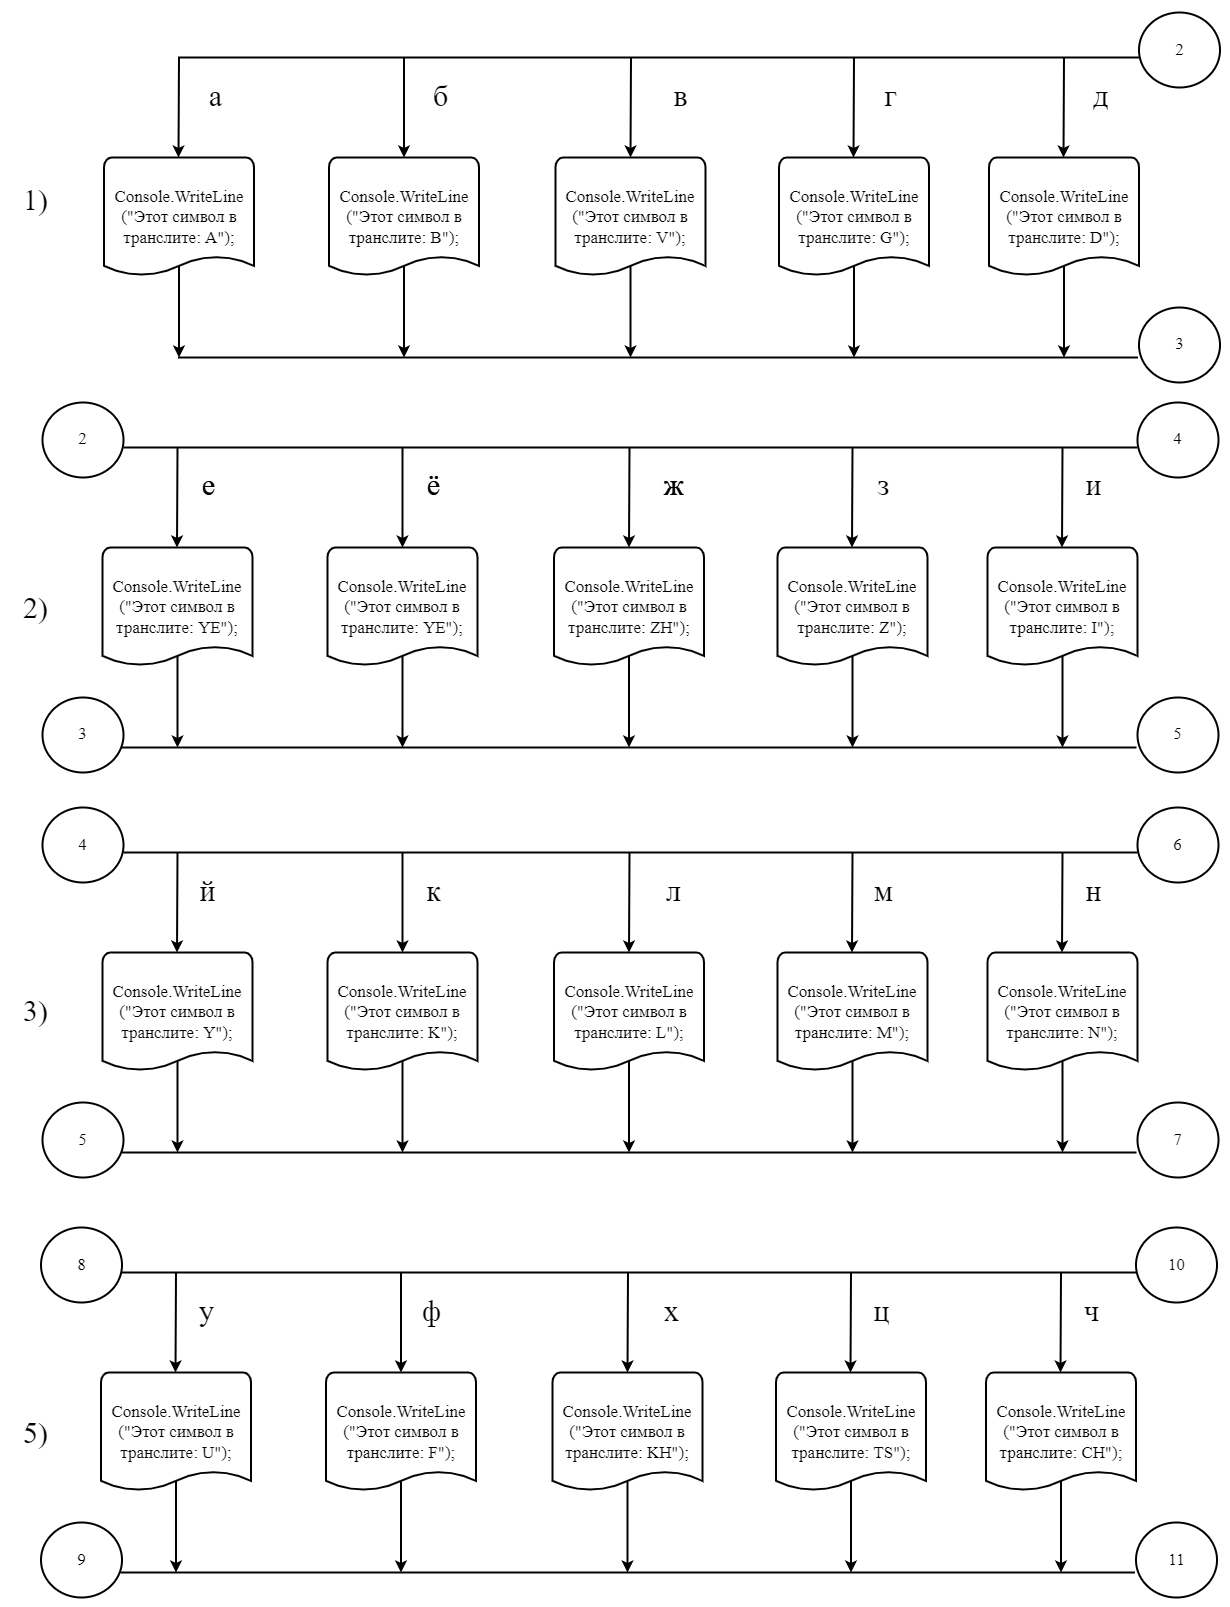 2
а
б
в
г
д
1)
Console.WriteLine
("Этот символ в
транслите: A");
Console.WriteLine
("Этот символ в
транслите: B");
Console.WriteLine
("Этот символ в
транслите: V");
Console.WriteLine
("Этот символ в
транслите: G");
Console.WriteLine
("Этот символ в
транслите: D");
3
2
4
е
ё
ж
з
и
2)
Console.WriteLine
("Этот символ в
транслите: YE");
Console.WriteLine
("Этот символ в
транслите: YE");
Console.WriteLine
("Этот символ в
транслите: ZH");
Console.WriteLine
("Этот символ в
транслите: Z");
Console.WriteLine
("Этот символ в
транслите: I");
3
5
4
6
й
к
л
м
н
3)
Console.WriteLine
("Этот символ в
транслите: Y");
Console.WriteLine
("Этот символ в
транслите: K");
Console.WriteLine
("Этот символ в
транслите: L");
Console.WriteLine
("Этот символ в
транслите: M");
Console.WriteLine
("Этот символ в
транслите: N");
5
7
8
10
у
ф
х
ц
ч
5)
Console.WriteLine
("Этот символ в
транслите: U");
Console.WriteLine
("Этот символ в
транслите: F");
Console.WriteLine
("Этот символ в
транслите: KH");
Console.WriteLine
("Этот символ в
транслите: TS");
Console.WriteLine
("Этот символ в
транслите: CH");
9
11